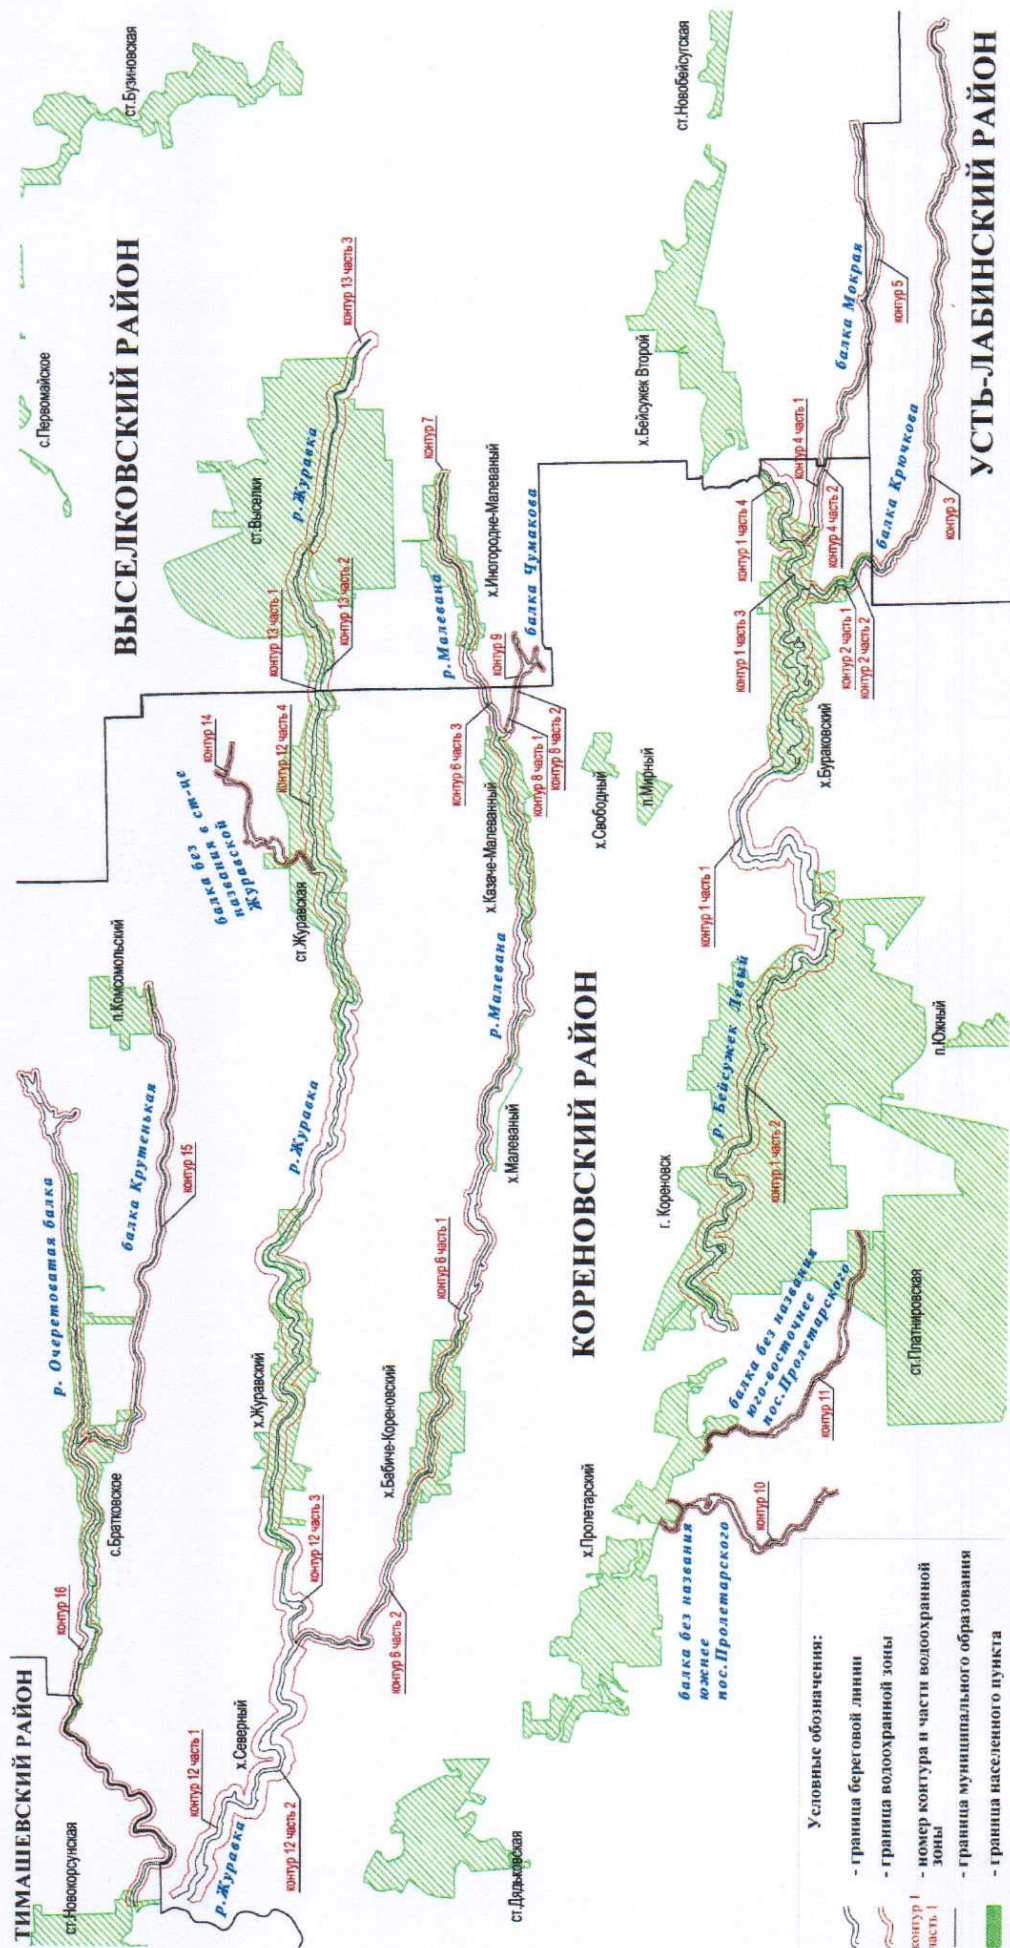 ТИМАШЕВСКИЙ РАЙОН
ст.Новокорсунская
контур 16
с.Братковское
р. Очеретоватая балка
балка Крутенькая
контур 15
п.Комсомольский
с.Первомайское
ст.Бузиновская
ВЫСЕЛКОВСКИЙ РАЙОН
балка без
названия в ст-це
названной
Журавской
контур 14
ст.Журавская
контур 12 часть 4
контур 13 часть 1
контур 13 часть 2
ст.Выселки
р.Журавка
контур 13 часть 3
р.Журавка
х.Журавский
контур 12 часть 3
х.Северный
контур 12 часть 1
р.Журавка
контур 12 часть 2
контур 6 часть 2
х.Бабиче-Кореновский
контур 6 часть 1
х.Малеваный
р.Малевана
х.Казаче-Малеванный
контур 6 часть 3
контур 8 часть 1
контур 8 часть 2
контур 9
балка Чумакова
р.Малевана
х.Иногородне-Малеваный
контур 7
ст.Дядьковская
КОРЕНОВСКИЙ РАЙОН
х.Свободный
п.Мирный
х.Пролетарский
балка без названия
южнее
пос.Пролетарского
контур 10
балка без названия
юго-восточнее
пос.Пролетарского
контур 11
г. Кореновск
ст.Платнировская
контур 1 часть 2
р. Бейсужек Левый
п.Южный
контур 1 часть 1
х.Бураковский
контур 1 часть 3
контур 1 часть 4
контур 2 часть 1
контур 2 часть 2
контур 4 часть 1
контур 4 часть 2
х.Бейсужек Второй
ст.Новобейсугская
балка Мокрая
контур 5
балка Крючкова
контур 3
УСТЬ-ЛАБИНСКИЙ РАЙОН
Условные обозначения:
- граница береговой линии
- граница водоохранной зоны
контур 1
часть 1
- номер контура и части водоохранной
зоны
- граница муниципального образования
- граница населенного пункта